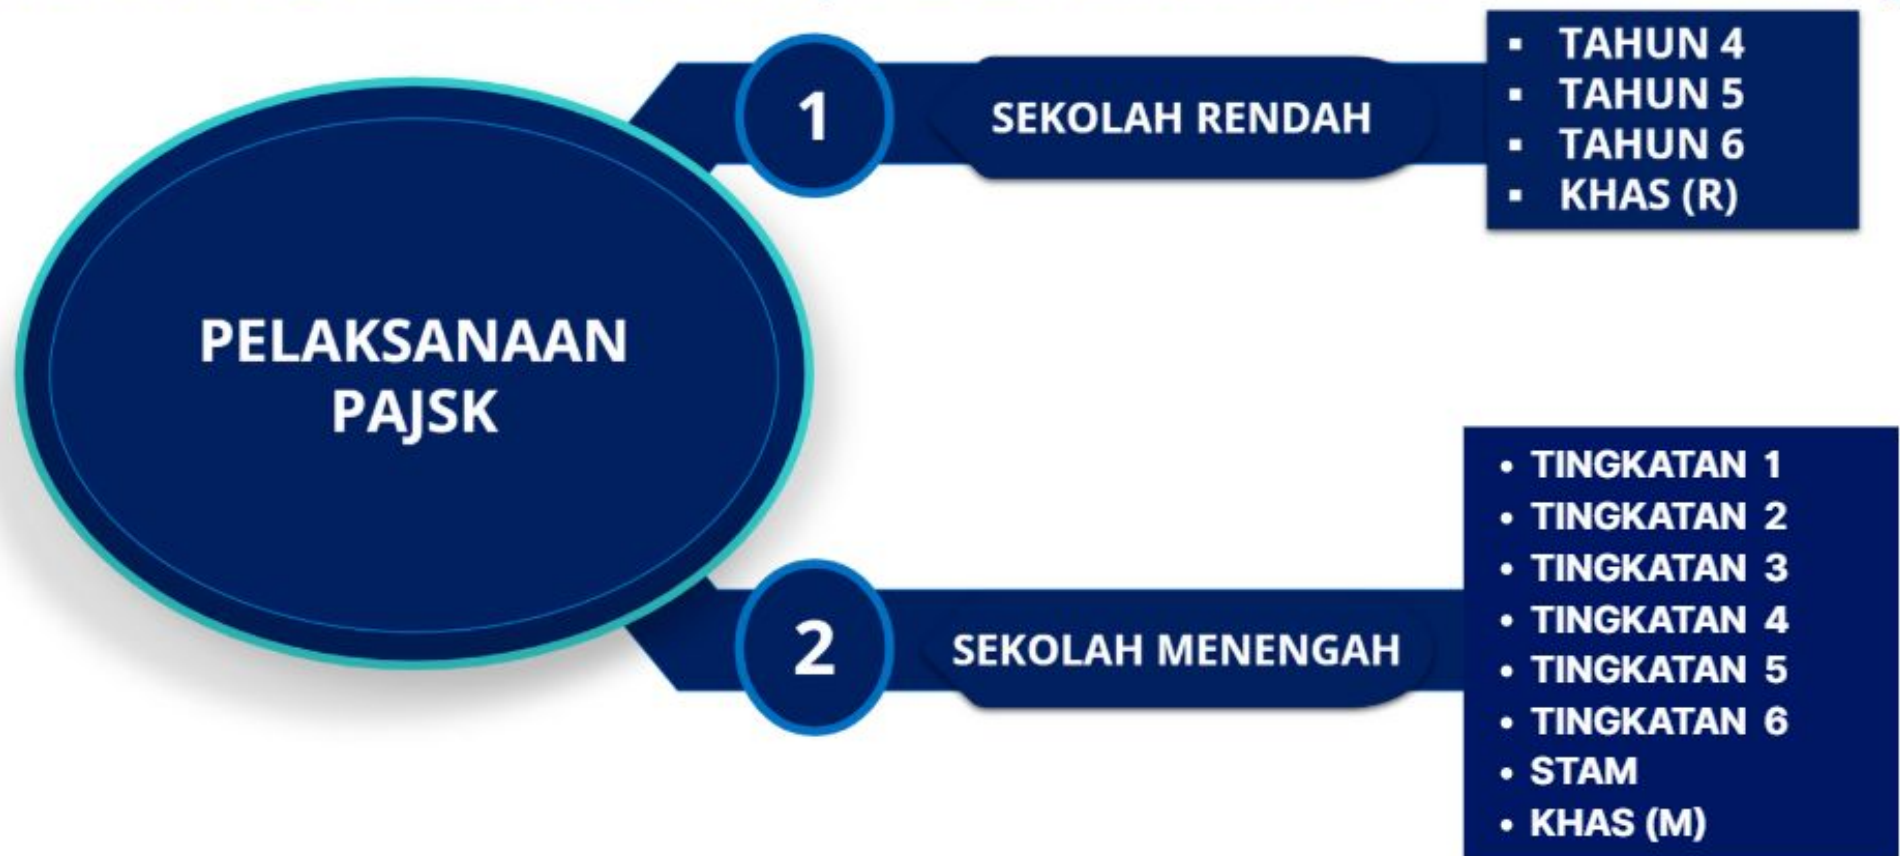 PELAKSANAAN
PAJSK
1
SEKOLAH RENDAH
▪ TAHUN 4
▪ TAHUN 5
▪ TAHUN 6
▪ KHAS (R)
2
SEKOLAH MENENGAH
• TINGKATAN 1
• TINGKATAN 2
• TINGKATAN 3
• TINGKATAN 4
• TINGKATAN 5
• TINGKATAN 6
• STAM
• KHAS (M)